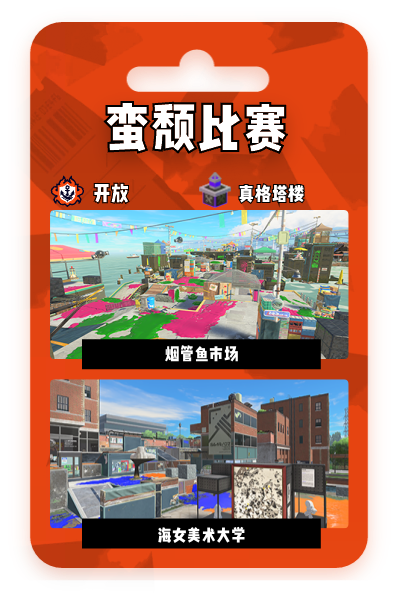 蛮颓比赛
开放
真格塔楼
烟管鱼市场
海女美术大学